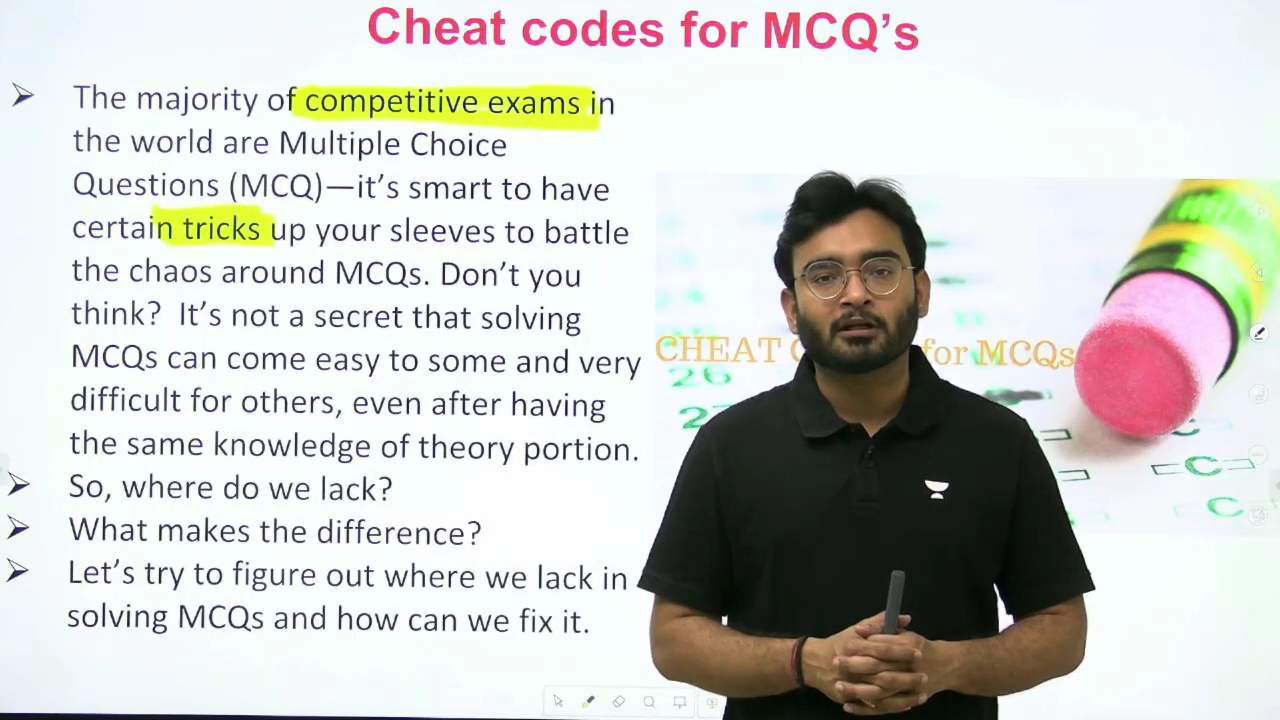 Cheat codes for MCQ's
The majority of competitive exams in
the world are Multiple Choice
Questions (MCQ)—it's smart to have
certain tricks up your sleeves to battle
the chaos around MCQs. Don't you
think? It's not a secret that solving
MCQs can come easy to some and very
difficult for others, even after having
the same knowledge of theory portion.
So, where do we lack?
What makes the difference?
Let's try to figure out where we lack in
solving MCQs and how can we fix it.
CHEAT for MCQs
26
C
C